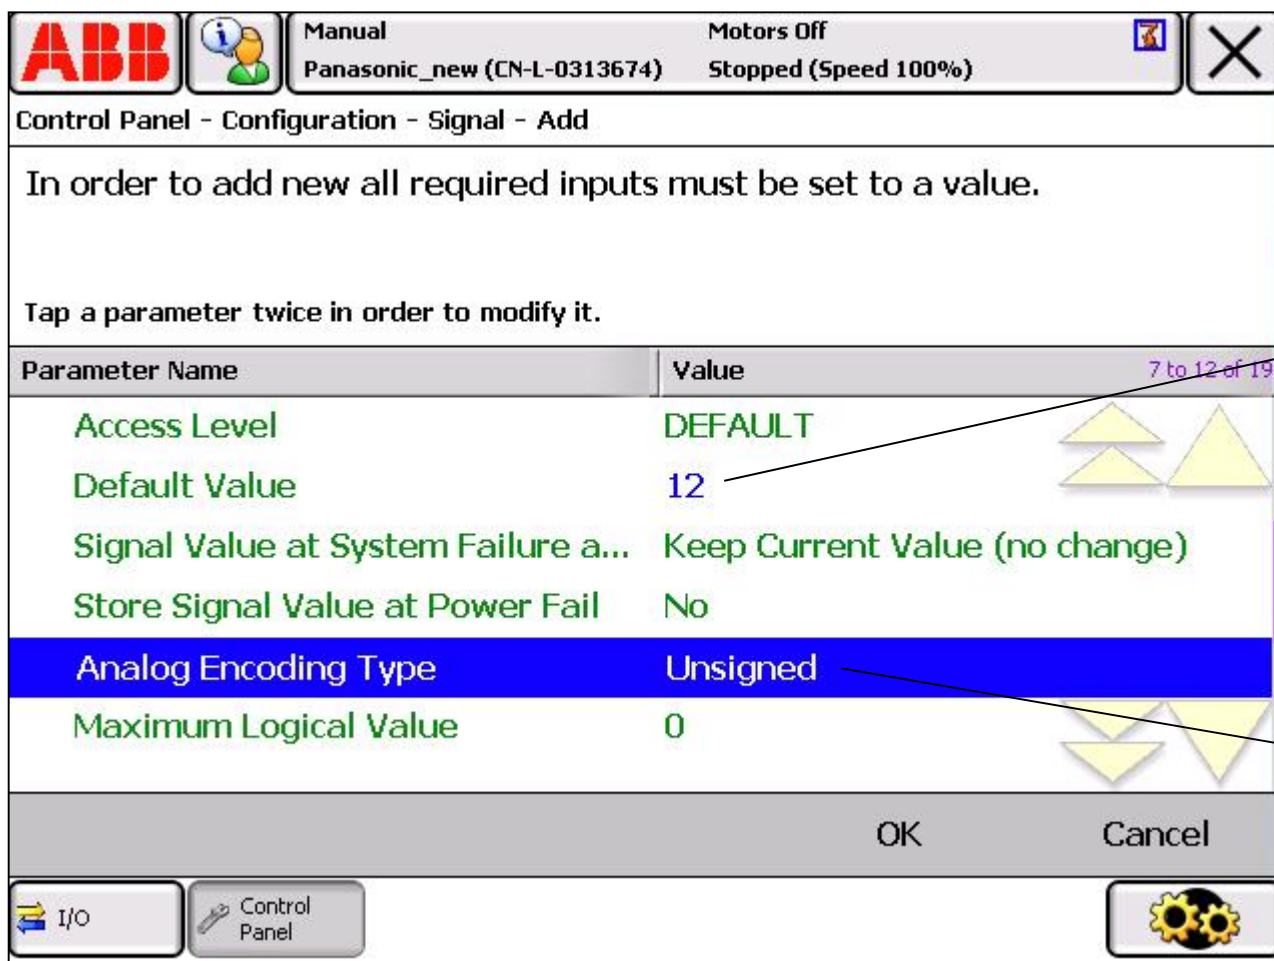 ABB
Manual Motors Off
Panasonic_new (CN-L-0313674) Stopped (Speed 100%)
Control Panel - Configuration - Signal - Add
In order to add new all required inputs must be set to a value.
Tap a parameter twice in order to modify it.
Parameter Name Value 7 to 12 of 19
Access Level DEFAULT
Default Value 12
Signal Value at System Failure a... Keep Current Value (no change)
Store Signal Value at Power Fail No
Analog Encoding Type Unsigned
Maximum Logical Value 0
OK Cancel
I/O Control
Panel